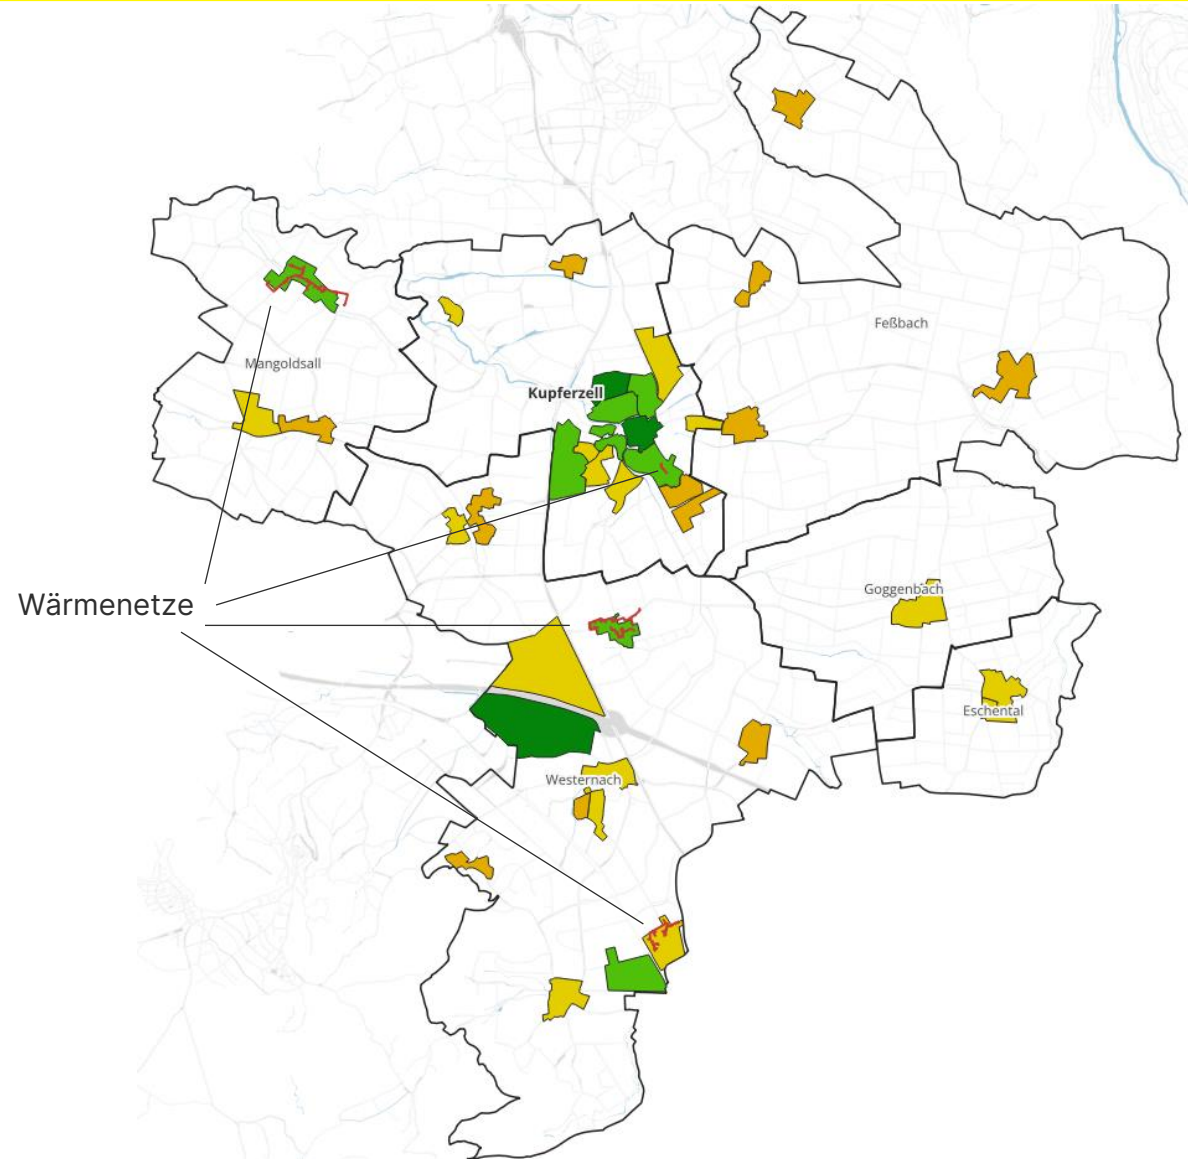 Feßbach
Mangoldsall
Kupferzell
Goggenbach
Wärmenetze
Eschental
Westernach